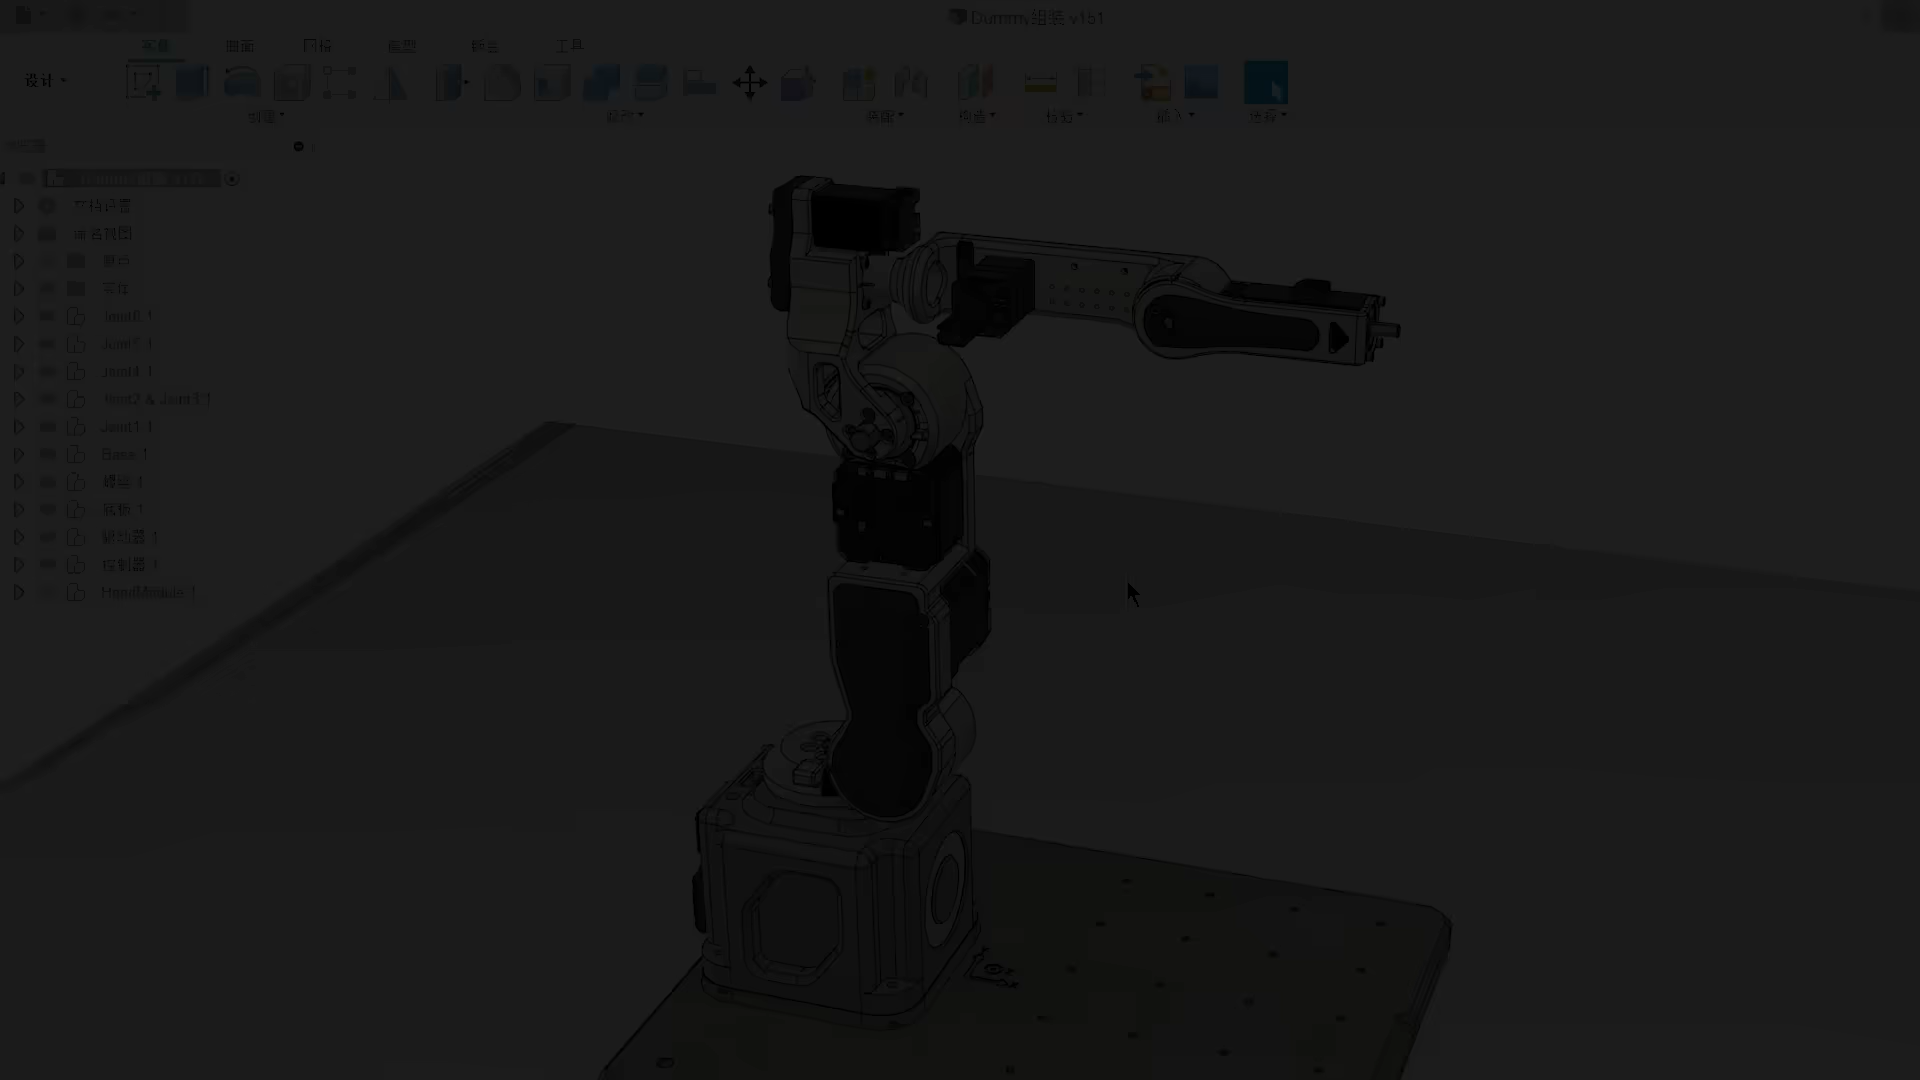 Dummy组装 v151
实体 曲面 网格 钣金 工具
设计
创建 修改 装配 构造 检验 插入 选择
文档设置
命名视图
原点
实体
Joint6:1
Joint5:1
Joint4:1
Joint2 & Joint3:1
Joint1:1
Base:1
螺丝:1
底板:1
驱动器:1
控制器:1
HandModule:1